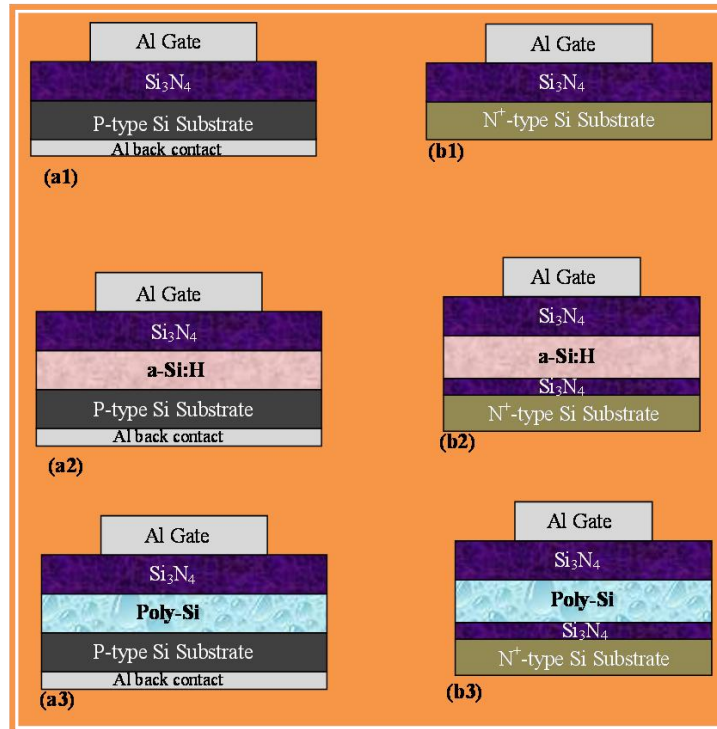 Al Gate
Si₃N₄
P-type Si Substrate
Al back contact
(a1)
Al Gate
Si₃N₄
N⁺-type Si Substrate
(b1)
Al Gate
Si₃N₄
a-Si:H
P-type Si Substrate
Al back contact
(a2)
Al Gate
Si₃N₄
a-Si:H
Si₃N₄
N⁺-type Si Substrate
(b2)
Al Gate
Si₃N₄
Poly-Si
P-type Si Substrate
Al back contact
(a3)
Al Gate
Si₃N₄
Poly-Si
Si₃N₄
N⁺-type Si Substrate
(b3)